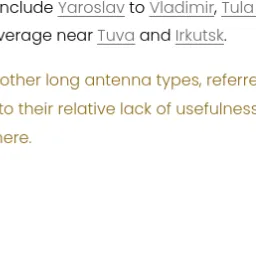 nclude Yaroslav to Vladimir, Tula
verage near Tuva and Irkutsk.
other long antenna types, referre
to their relative lack of usefulness
here.